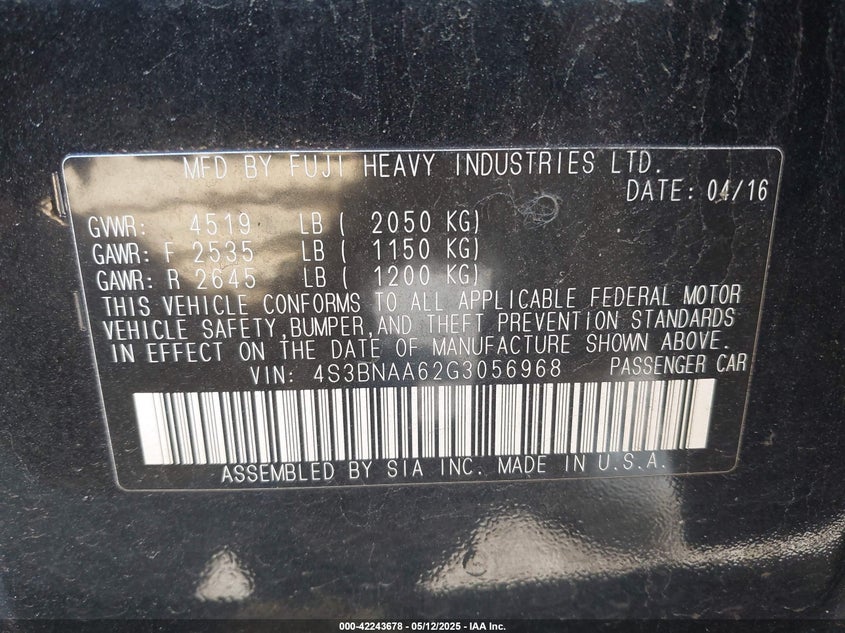 MFD BY FUJI HEAVY INDUSTRIES LTD.
DATE: 04/16
GVWR: 4519 LB ( 2050 KG)
GAWR: F 2535 LB ( 1150 KG)
GAWR: R 2645 LB ( 1200 KG)
THIS VEHICLE CONFORMS TO ALL APPLICABLE FEDERAL MOTOR
VEHICLE SAFETY, BUMPER, AND THEFT PREVENTION STANDARDS
IN EFFECT ON THE DATE OF MANUFACTURE SHOWN ABOVE.
VIN: 4S3BNAA62G3056968 PASSENGER CAR
ASSEMBLED BY SIA INC. MADE IN U.S.A.
000-42243678 - 05/12/2025 - IAA Inc.